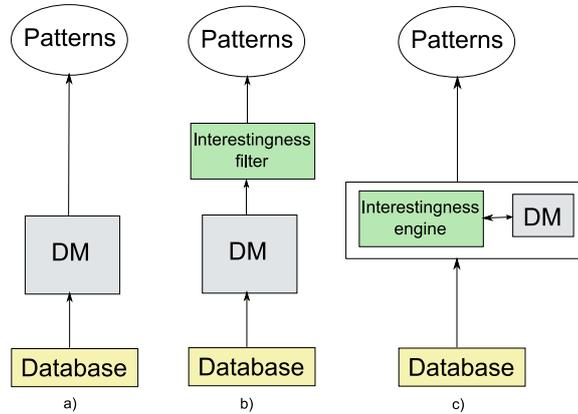 Patterns
DM
Database
a)
Patterns
Interestingness
filter
DM
Database
b)
Patterns
Interestingness
engine
DM
Database
c)